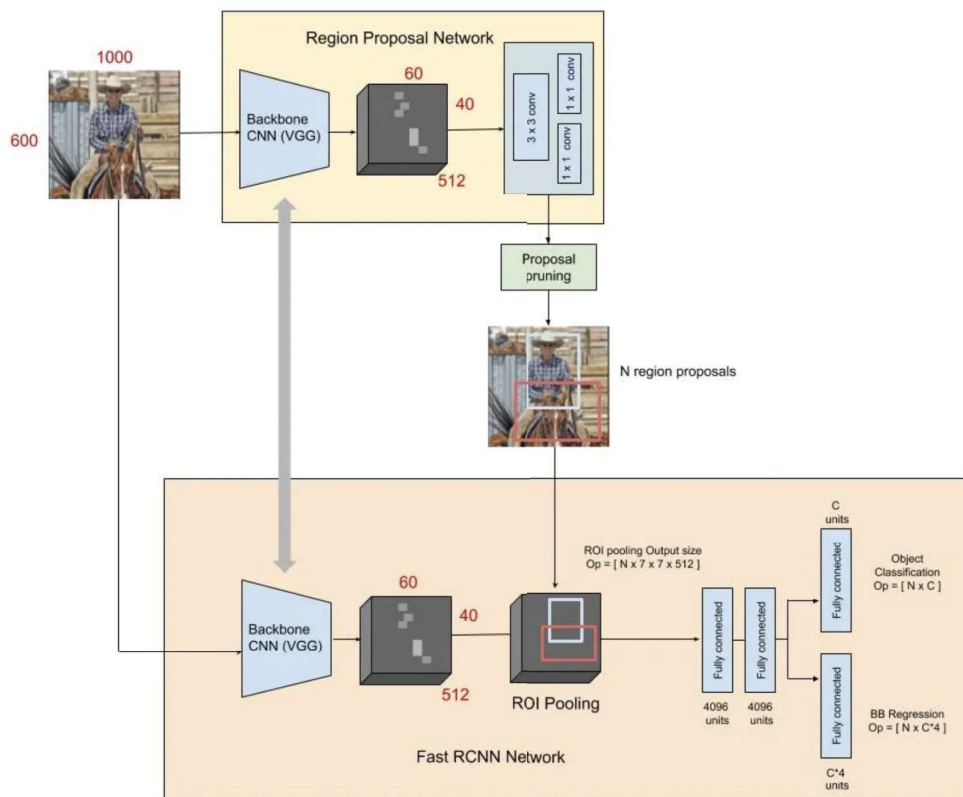 Region Proposal Network
1000
600
Backbone
CNN (VGG)
60
40
512
3 x 3 conv
1 x 1 conv
1 x 1 conv
Proposal
pruning
N region proposals
Backbone
CNN (VGG)
60
40
512
ROI Pooling
ROI pooling Output size
Op = [ N x 7 x 7 x 512 ]
Fully connected
4096
units
Fully connected
4096
units
C
units
Fully connected
Object
Classification
Op = [ N x C ]
Fully connected
C*4
units
BB Regression
Op = [ N x C*4 ]
Fast RCNN Network